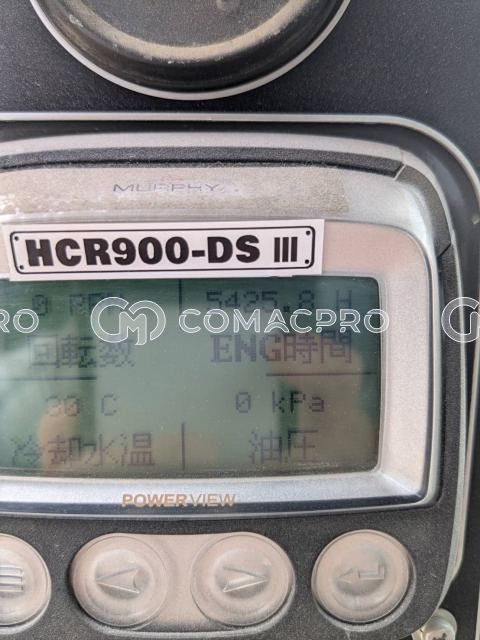 MURPHY
HCR900-DS III
0 RPM 5425.8 H
COMACPRO
回転数 ENG時間
30 C 0 kPa
冷却水温 油圧
POWERVIEW